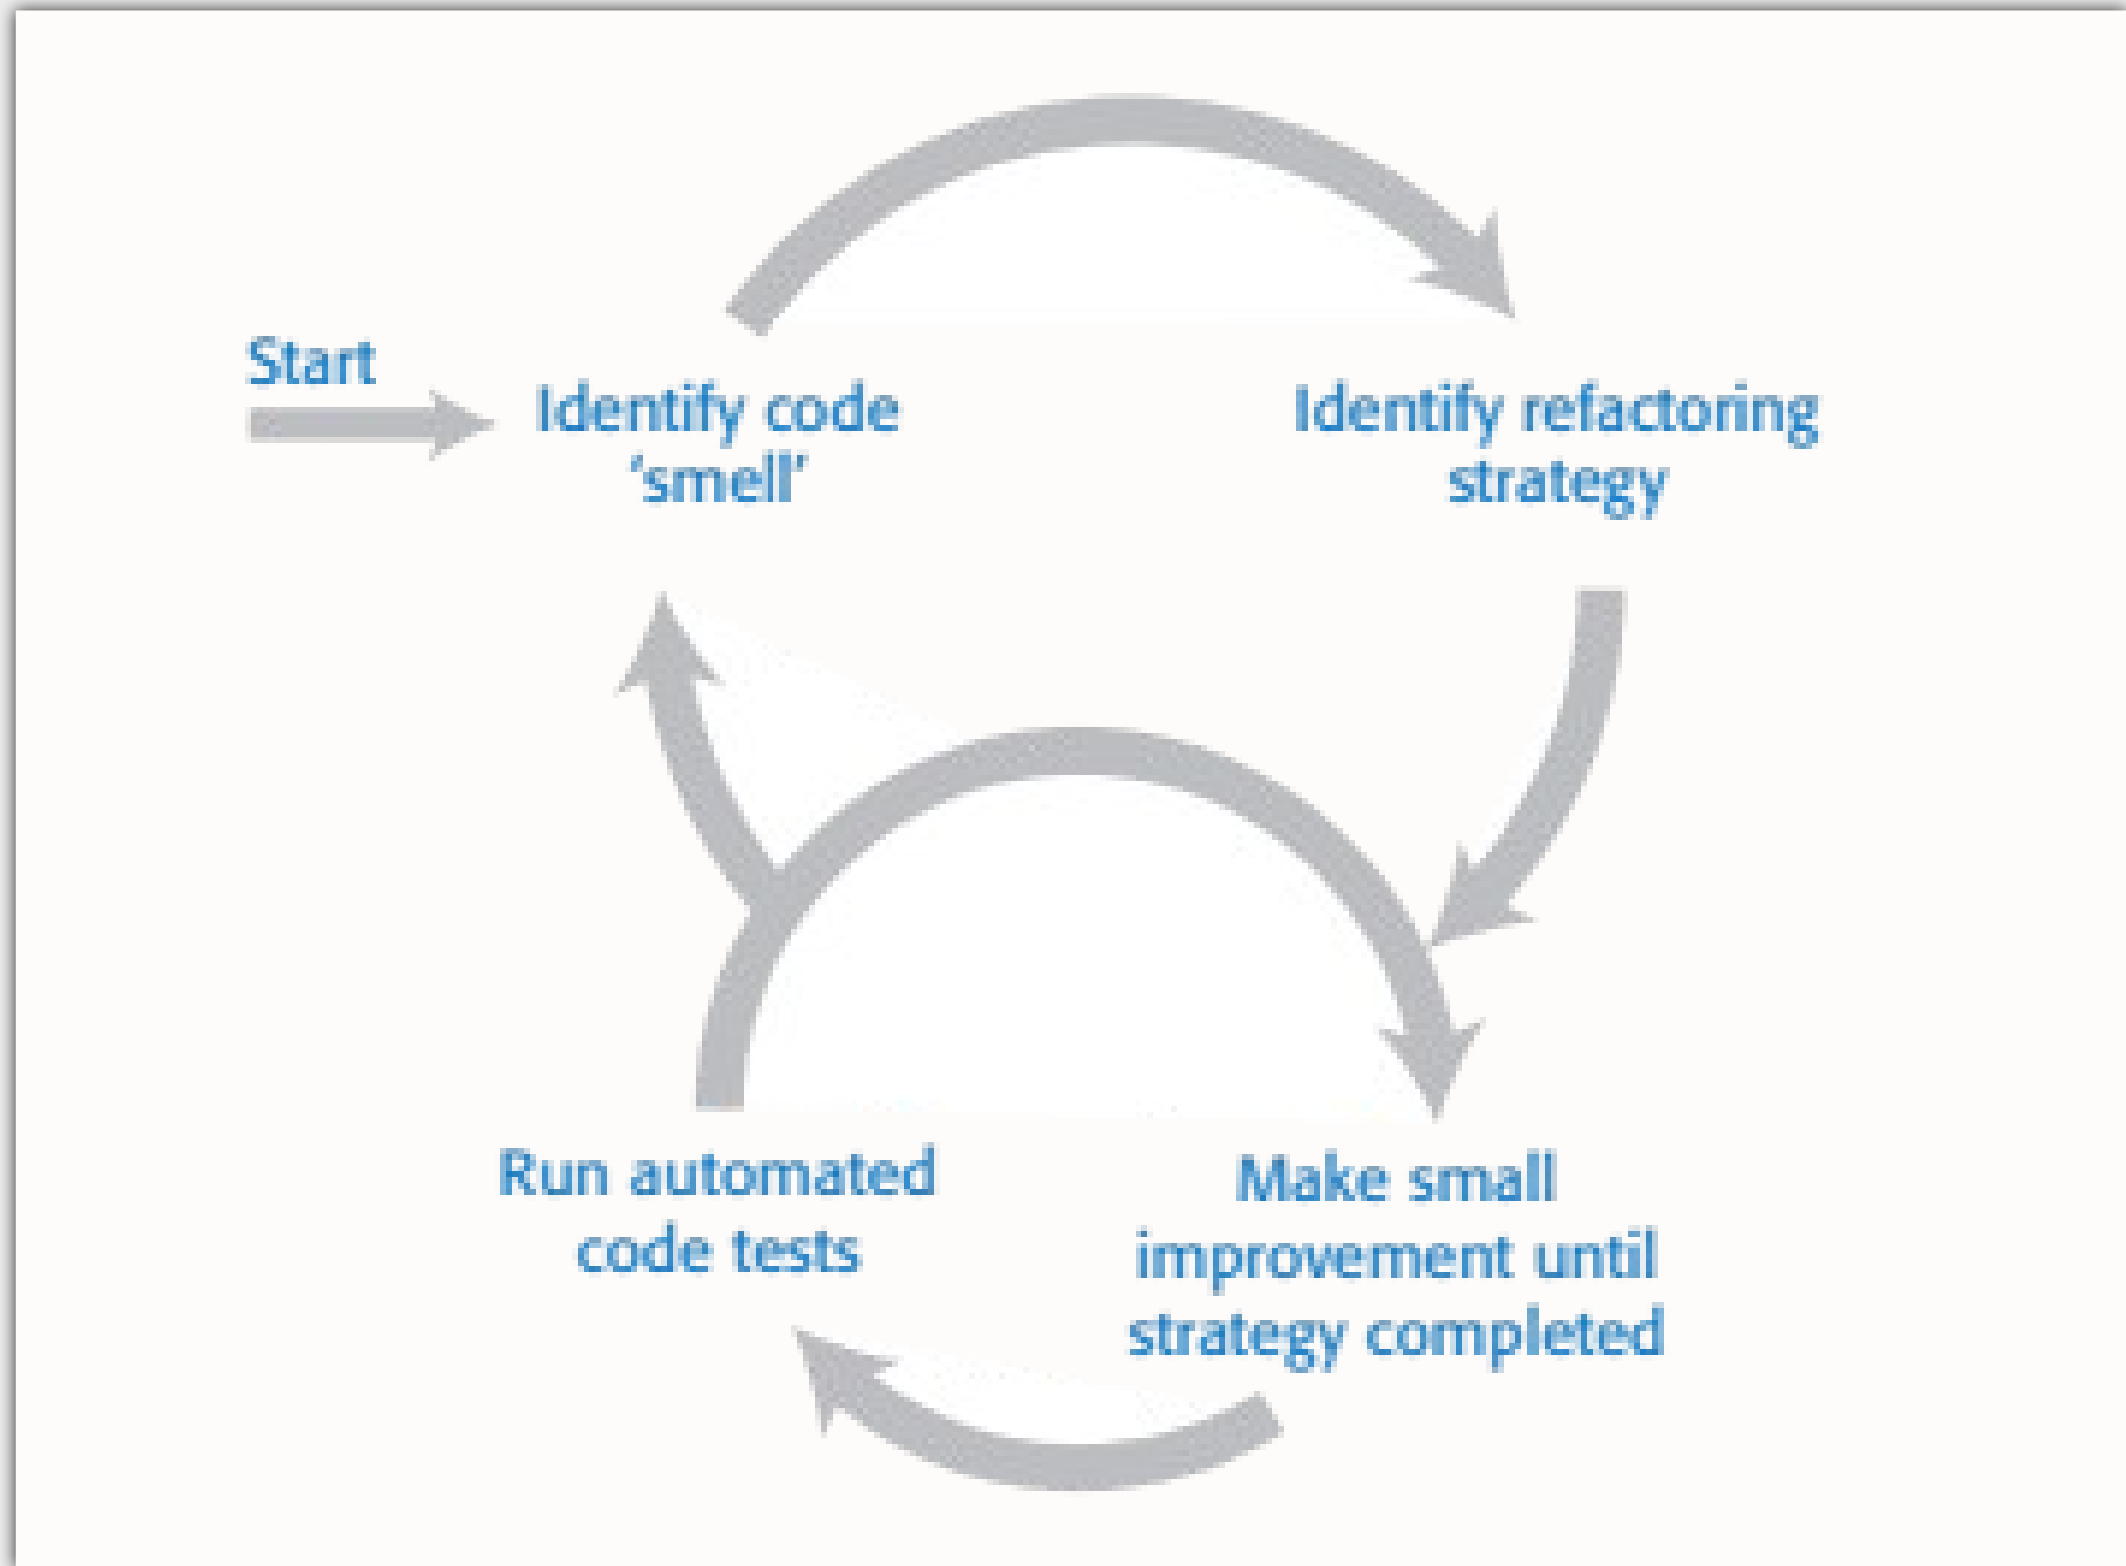 Start
Identify code
‘smell’
Identify refactoring
strategy
Run automated
code tests
Make small
improvement until
strategy completed